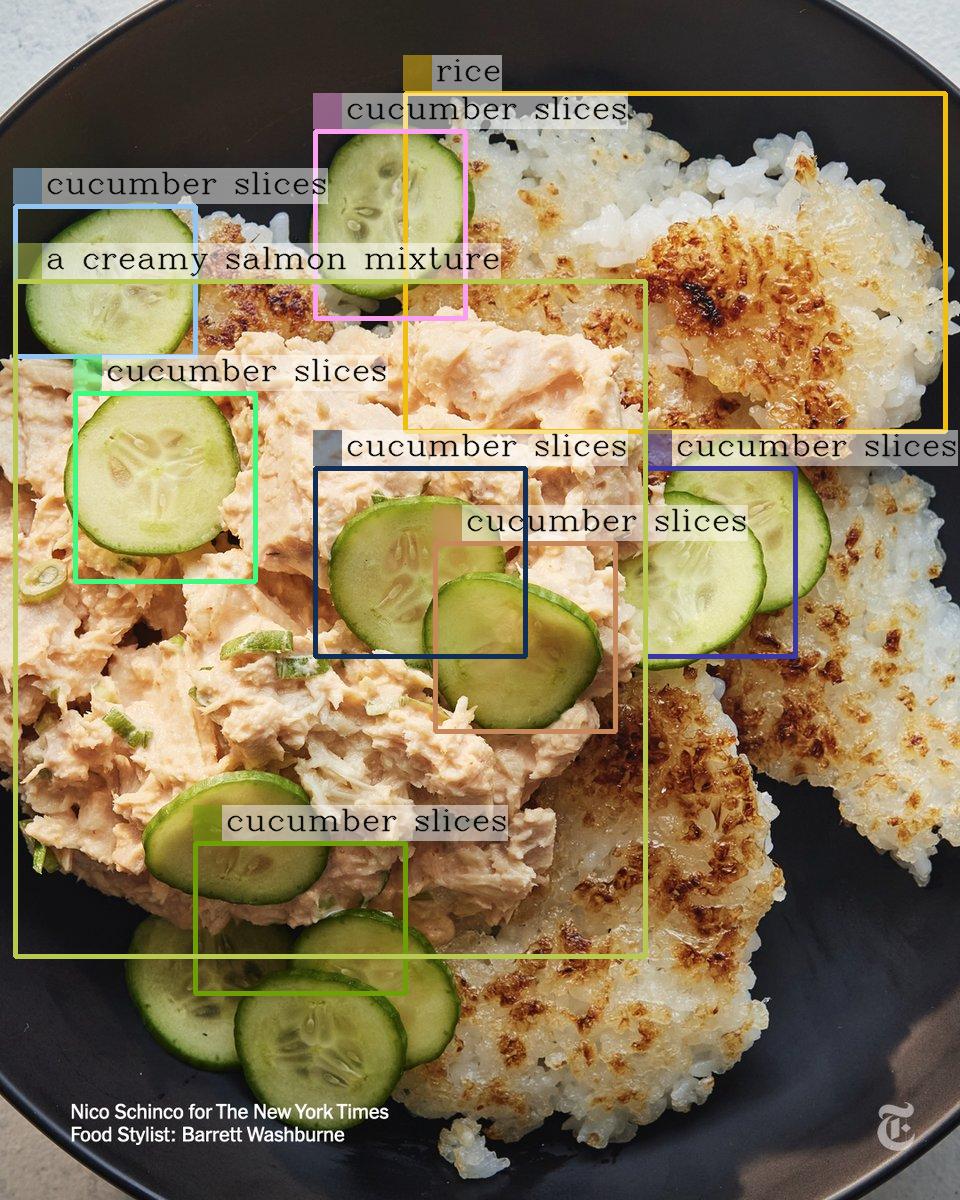 rice
cucumber slices
cucumber slices
a creamy salmon mixture
cucumber slices
cucumber slices
cucumber slices
cucumber slices
cucumber slices
Nico Schinco for The New York Times
Food Stylist: Barrett Washburne
T